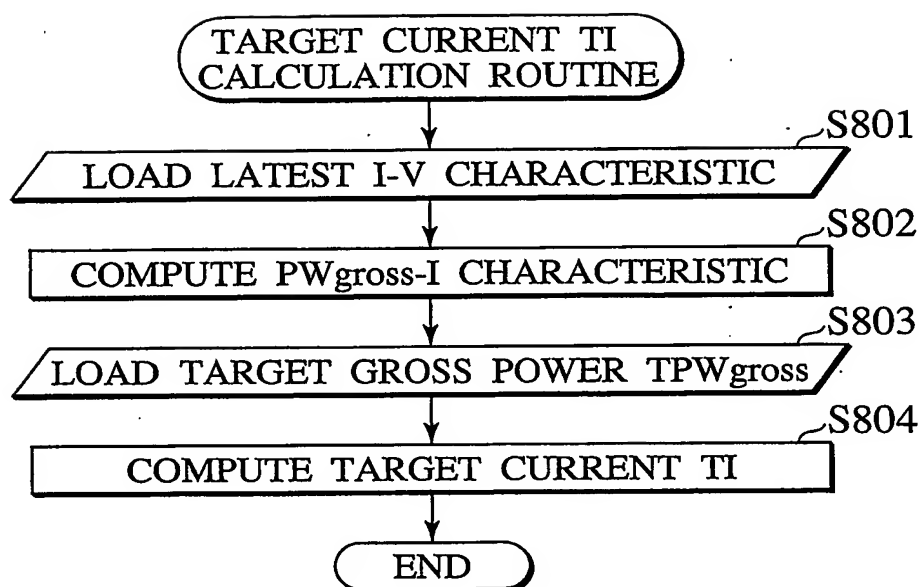 TARGET CURRENT TI
CALCULATION ROUTINE
S801
LOAD LATEST I-V CHARACTERISTIC
S802
COMPUTE PWgross-I CHARACTERISTIC
S803
LOAD TARGET GROSS POWER TPWgross
S804
COMPUTE TARGET CURRENT TI
END